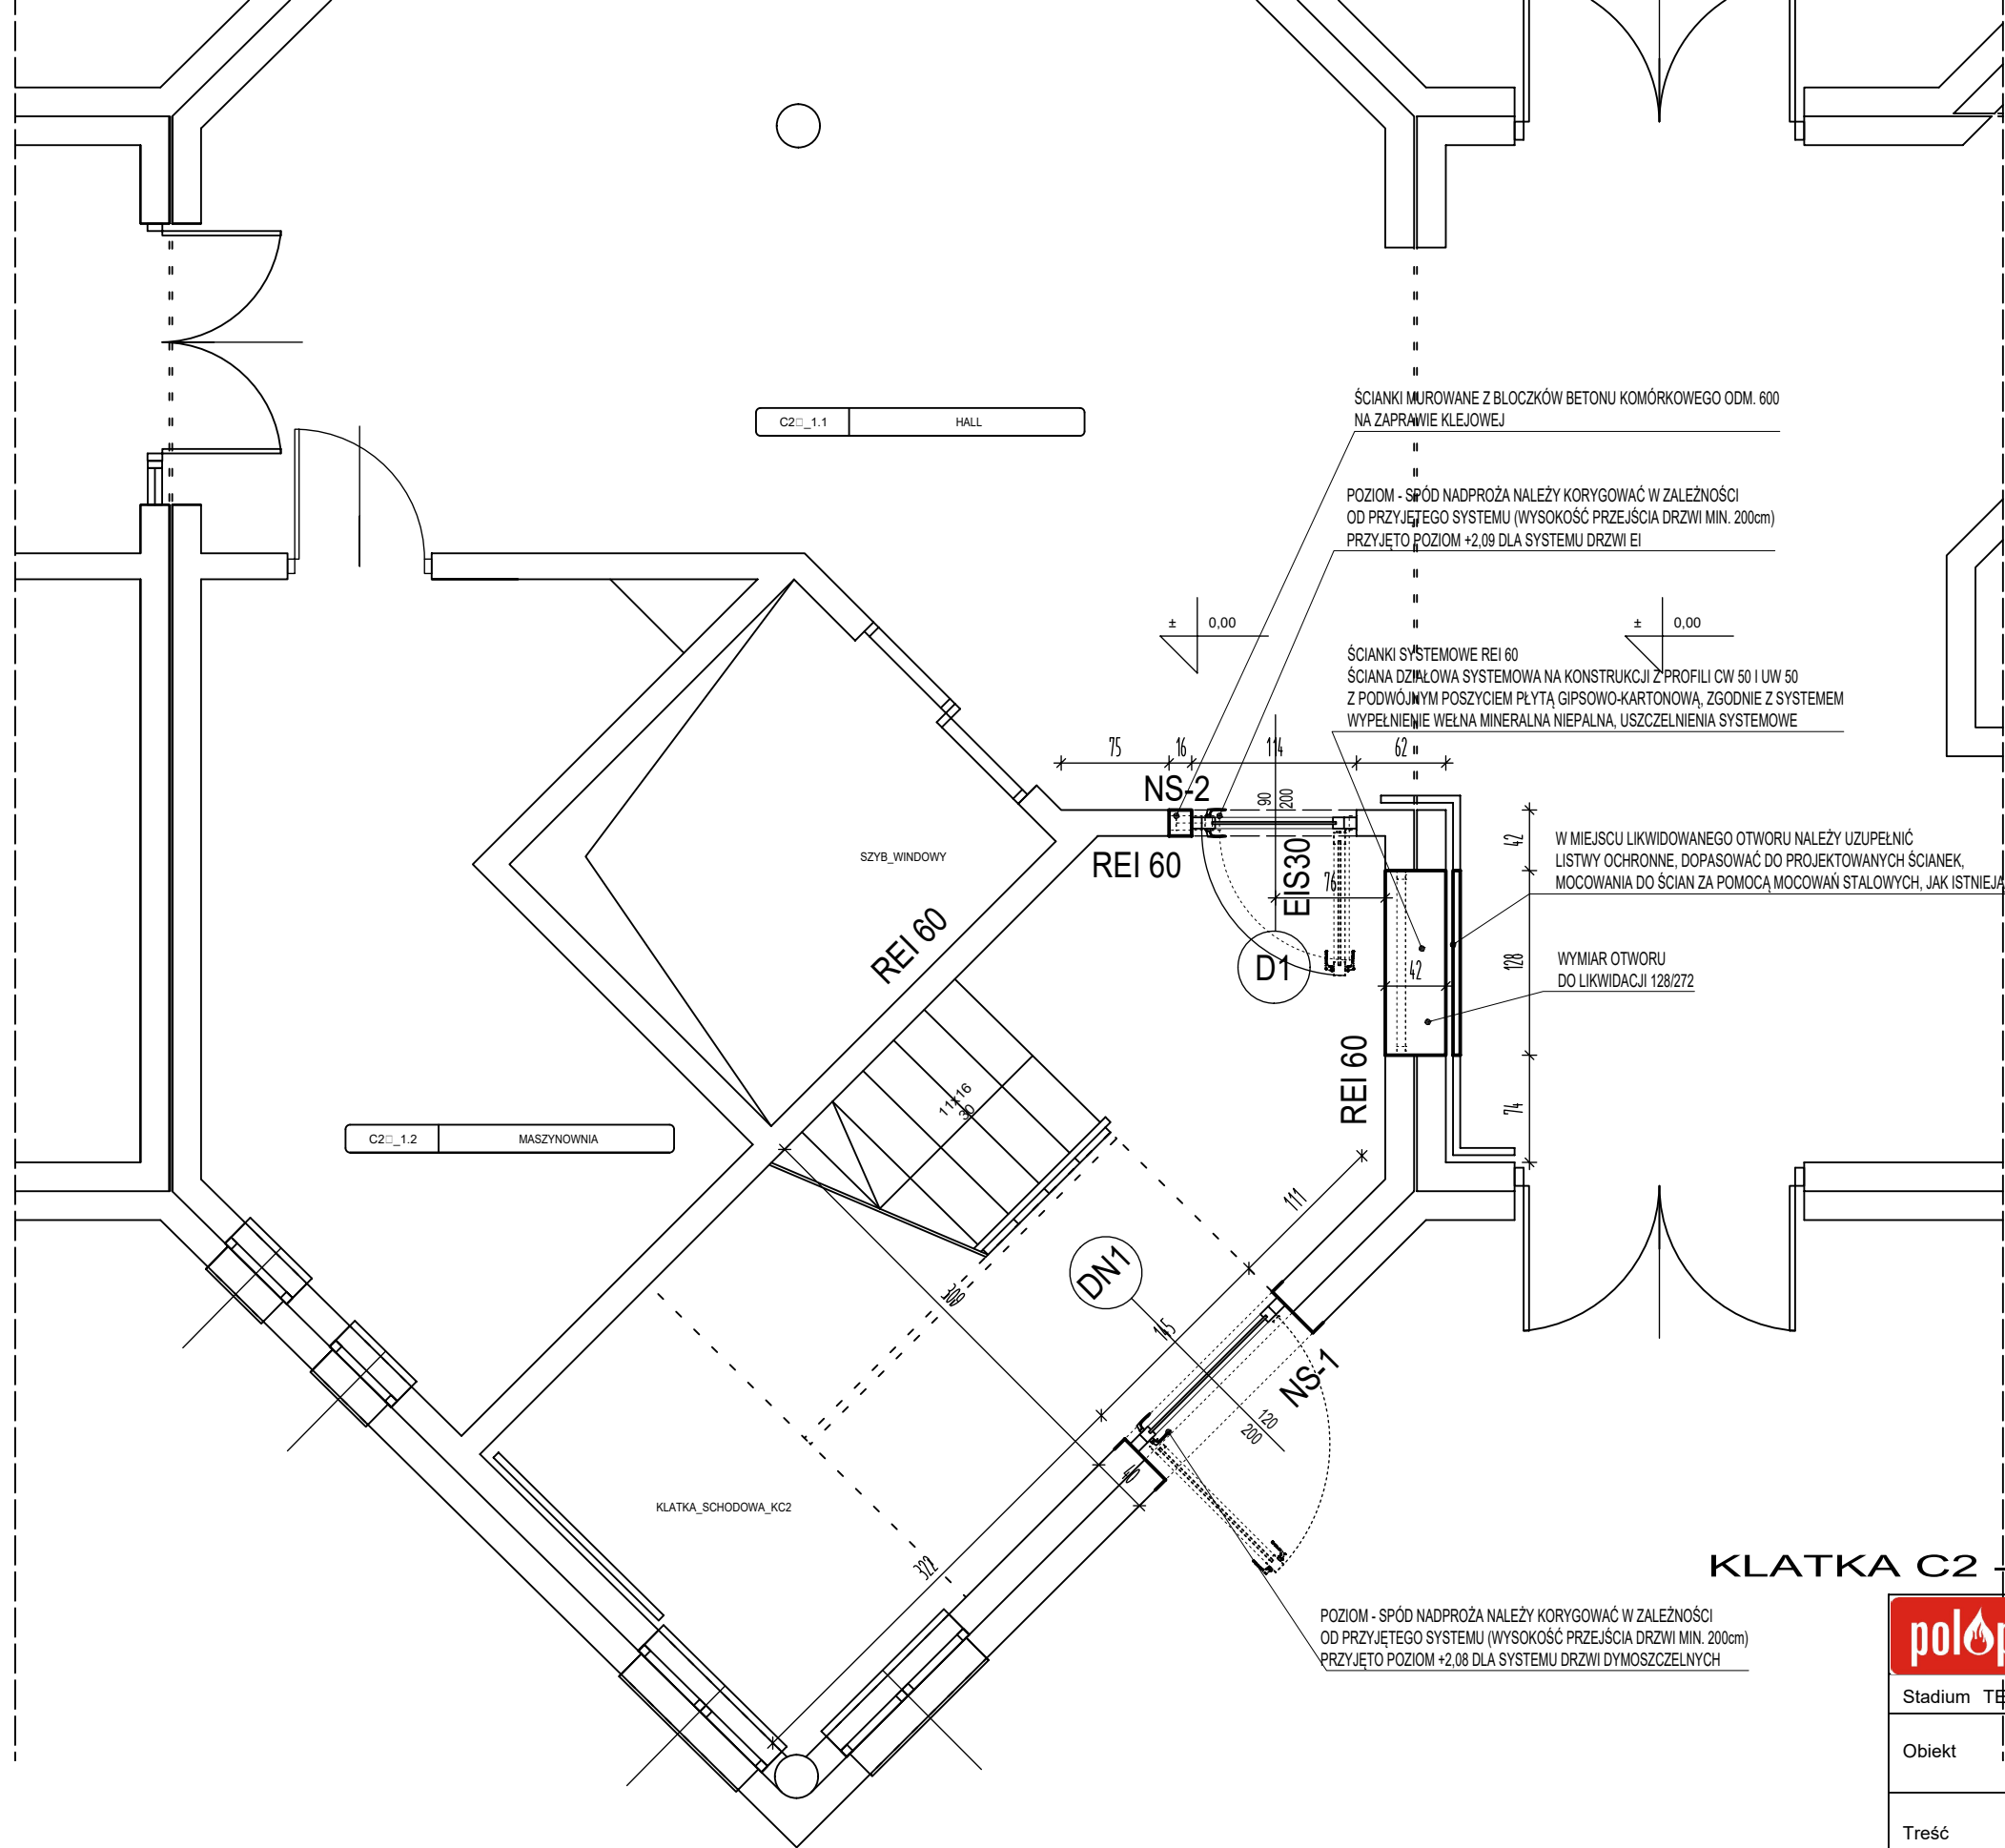 C2□_1.1 HALL
ŚCIANKI MUROWANE Z BLOCZKÓW BETONU KOMÓRKOWEGO ODM. 600
NA ZAPRAWIE KLEJOWEJ
POZIOM - SPÓD NADPROŻA NALEŻY KORYGOWAĆ W ZALEŻNOŚCI
OD PRZYJĘTEGO SYSTEMU (WYSOKOŚĆ PRZEJŚCIA DRZWI MIN. 200cm)
PRZYJĘTO POZIOM +2,09 DLA SYSTEMU DRZWI EI
± 0,00
± 0,00
ŚCIANKI SYSTEMOWE REI 60
ŚCIANA DZIAŁOWA SYSTEMOWA NA KONSTRUKCJI Z PROFILI CW 50 I UW 50
Z PODWÓJNYM POSZYCIEM PŁYTĄ GIPSOWO-KARTONOWĄ, ZGODNIE Z SYSTEMEM
WYPEŁNIENIE WEŁNA MINERALNA NIEPALNA, USZCZELNIENIA SYSTEMOWE
75 16 114 62
NS-2
90
200
42
W MIEJSCU LIKWIDOWANEGO OTWORU NALEŻY UZUPEŁNIĆ
LISTWY OCHRONNE, DOPASOWAĆ DO PROJEKTOWANYCH ŚCIANEK,
MOCOWANIA DO ŚCIAN ZA POMOCĄ MOCOWAŃ STALOWYCH, JAK ISTNIEJĄ
SZYB_WINDOWY
REI 60
EIS30
76
REI 60
D1
42
128
WYMIAR OTWORU
DO LIKWIDACJI 128/272
REI 60
11x16
30
74
C2□_1.2 MASZYNOWNIA
111
DN1
309
145
NS-1
120
200
40
KLATKA_SCHODOWA_KC2
322
KLATKA C2 -
POZIOM - SPÓD NADPROŻA NALEŻY KORYGOWAĆ W ZALEŻNOŚCI
OD PRZYJĘTEGO SYSTEMU (WYSOKOŚĆ PRZEJŚCIA DRZWI MIN. 200cm)
PRZYJĘTO POZIOM +2,08 DLA SYSTEMU DRZWI DYMOSZCZELNYCH
Stadium TE
Obiekt
Treść